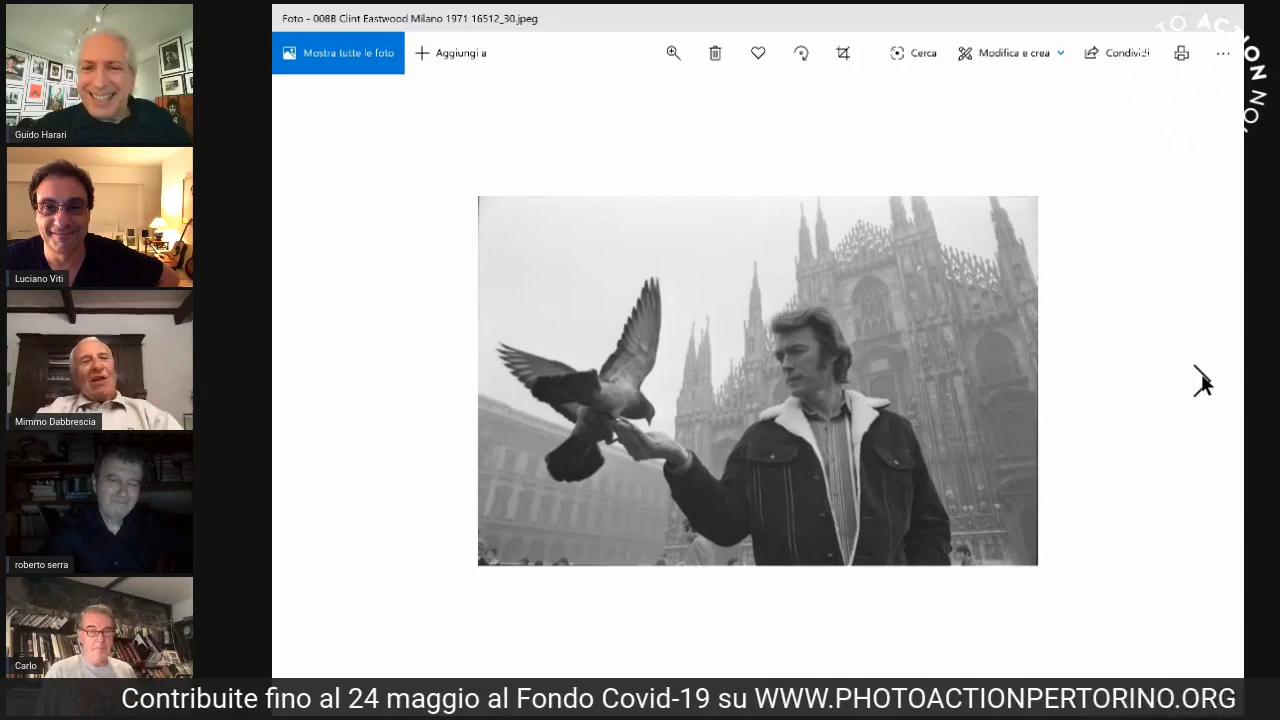 Foto - 008B Clint Eastwood Milano 1971 16512_30.jpeg
Mostra tutte le foto
Aggiungi a
Cerca
Modifica e crea
Condividi
ACTION NO
Guido Harari
Luciano Viti
Mimmo Dabbrescia
roberto serra
Carlo
Contribuite fino al 24 maggio al Fondo Covid-19 su WWW.PHOTOACTIONPERTORINO.ORG